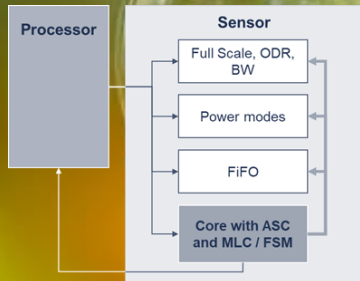 Processor
Sensor
Full Scale, ODR,
BW
Power modes
FiFO
Core with ASC
and MLC / FSM